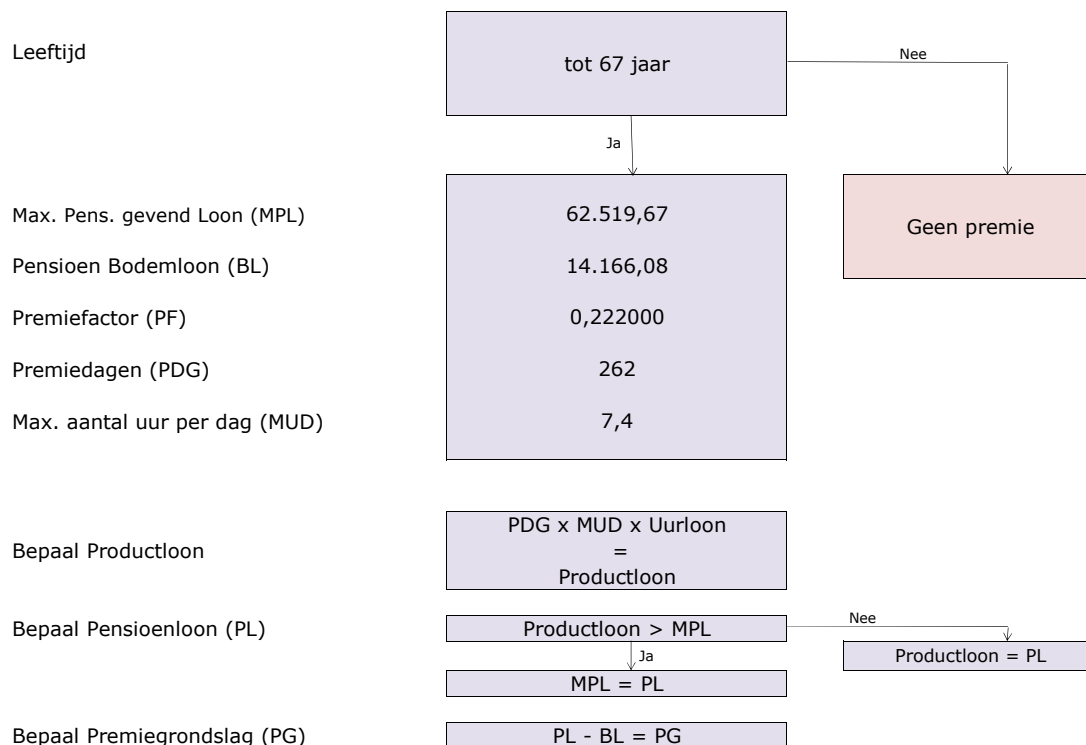 Leeftijd
tot 67 jaar
Nee
Ja
Max. Pens. gevend Loon (MPL)
62.519,67
Geen premie
Pensioen Bodemloon (BL)
14.166,08
Premiefactor (PF)
0,222000
Premiedagen (PDG)
262
Max. aantal uur per dag (MUD)
7,4
Bepaal Productloon
PDG x MUD x Uurloon
=
Productloon
Bepaal Pensioenloon (PL)
Productloon > MPL
Nee
Ja
Productloon = PL
MPL = PL
Bepaal Premiegrondslag (PG)
PL - BL = PG